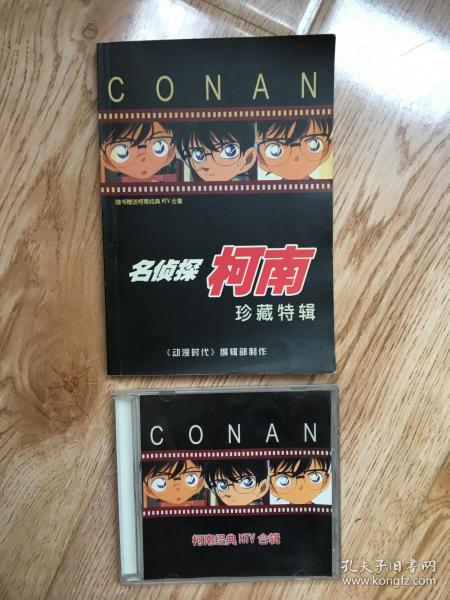 CONAN
随书赠送柯南经典MTV合集
名侦探 柯南
珍藏特辑
《动漫时代》编辑部制作
CONAN
柯南经典MTV合辑
孔夫子旧书网
www.kongfz.com